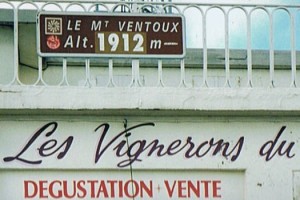 LE Mᵀ VENTOUX
Alt. 1912 m
Les Vignerons du
DEGUSTATION - VENTE